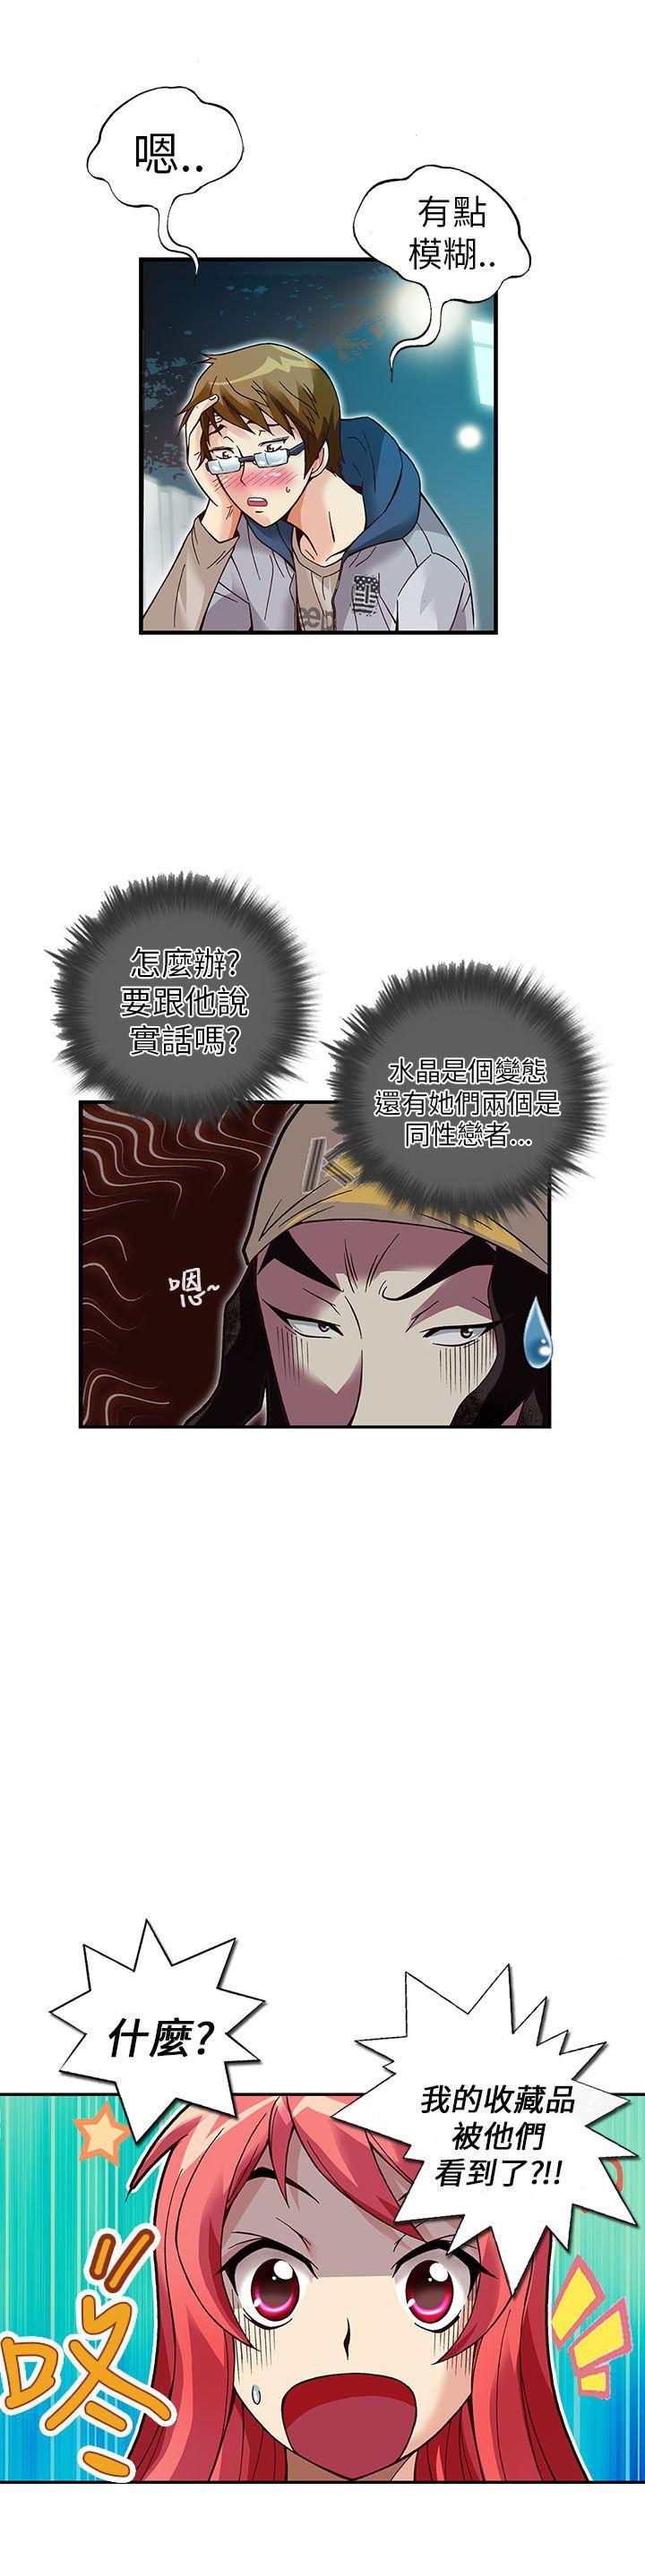 嗯..
有點
模糊..
eep
怎麼辦?
要跟他說
實話嗎?
水晶是個變態
還有她們兩個是
同性戀者...
嗯~
什麼?
我的收藏品
被他們
看到了?!!
咚